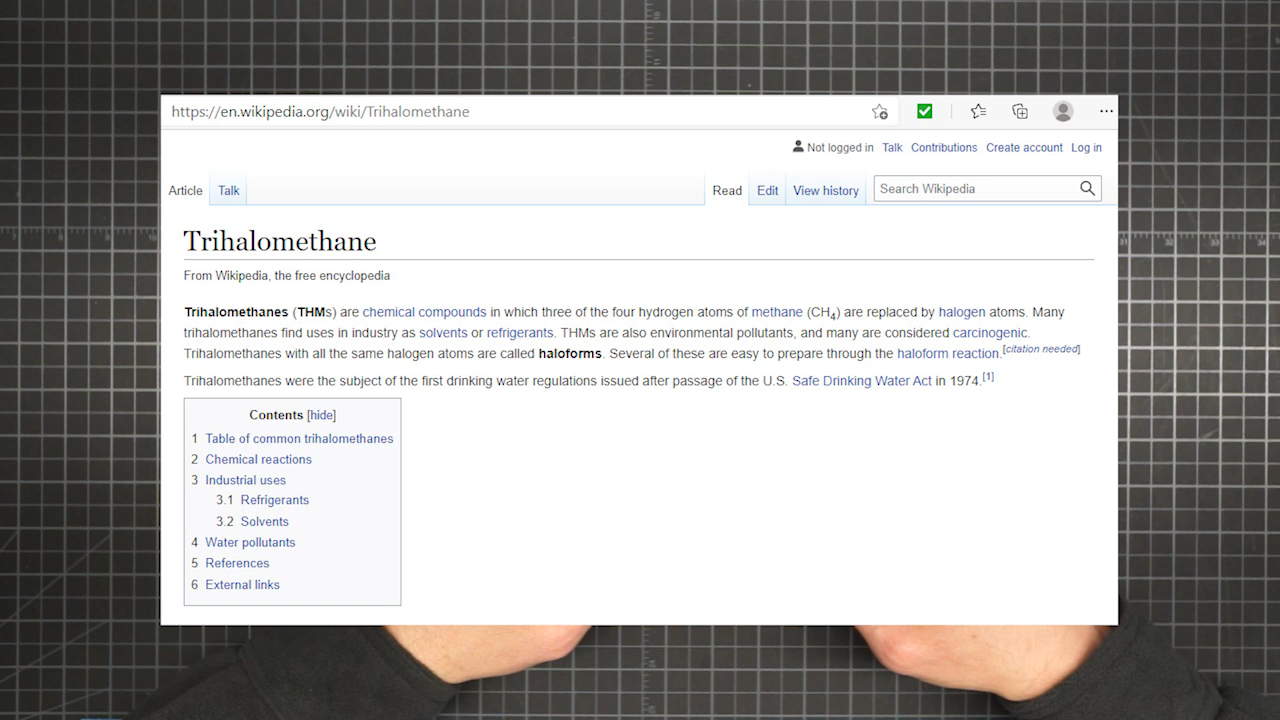 https://en.wikipedia.org/wiki/Trihalomethane
Not logged in Talk Contributions Create account Log in
Article Talk Read Edit View history Search Wikipedia
Trihalomethane
From Wikipedia, the free encyclopedia
Trihalomethanes (THMs) are chemical compounds in which three of the four hydrogen atoms of methane (CH4) are replaced by halogen atoms. Many
trihalomethanes find uses in industry as solvents or refrigerants. THMs are also environmental pollutants, and many are considered carcinogenic.
Trihalomethanes with all the same halogen atoms are called haloforms. Several of these are easy to prepare through the haloform reaction.[citation needed]
Trihalomethanes were the subject of the first drinking water regulations issued after passage of the U.S. Safe Drinking Water Act in 1974.[1]
Contents [hide]
1 Table of common trihalomethanes
2 Chemical reactions
3 Industrial uses
3.1 Refrigerants
3.2 Solvents
4 Water pollutants
5 References
6 External links
31 32 33 34